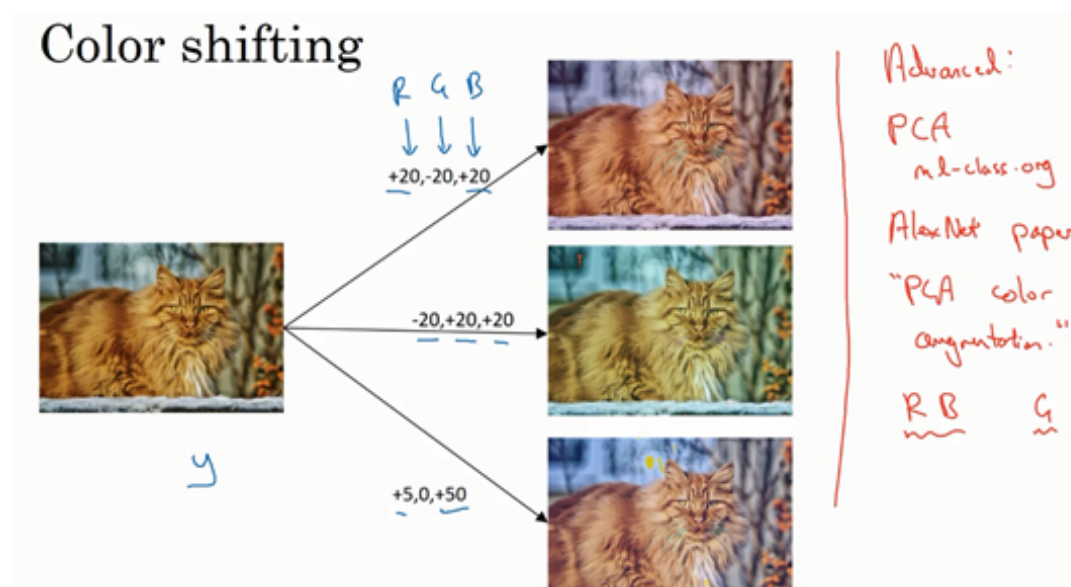 Color shifting
R G B
+20,-20,+20
-20,+20,+20
+5,0,+50
y
Advanced:
PCA
ml-class.org
AlexNet paper
"PCA color
augmentation."
R B G